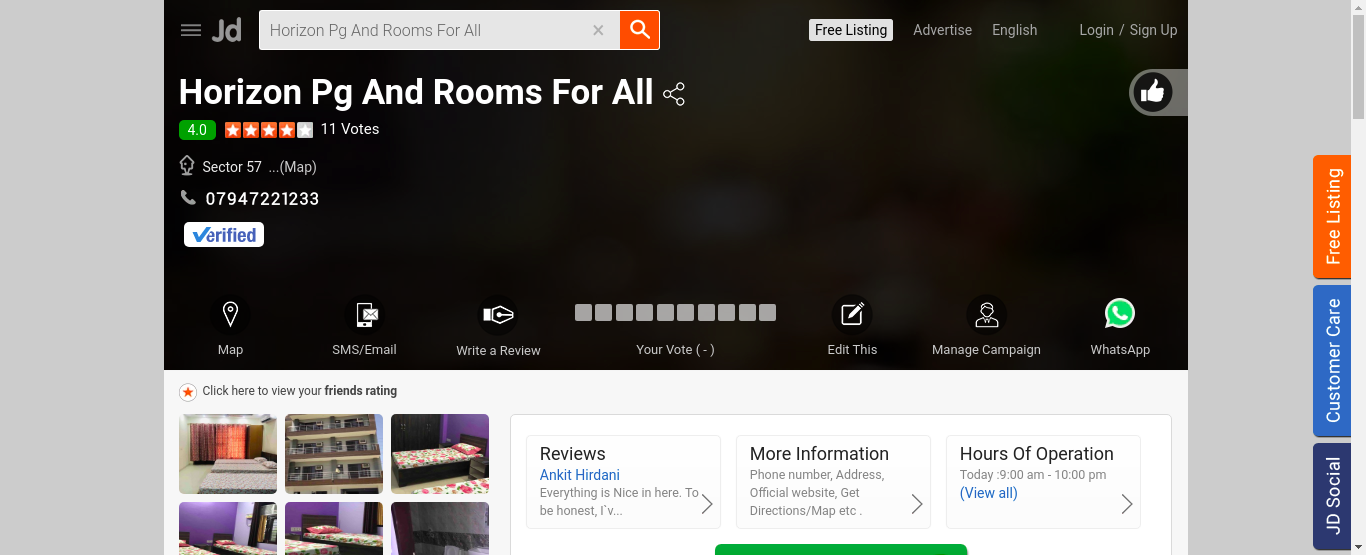 Jd
Horizon Pg And Rooms For All
Free Listing
Advertise
English
Login / Sign Up
Horizon Pg And Rooms For All
4.0
11 Votes
Sector 57 ...(Map)
07947221233
Verified
Map
SMS/Email
Write a Review
Your Vote ( - )
Edit This
Manage Campaign
WhatsApp
Click here to view your friends rating
Reviews
Ankit Hirdani
Everything is Nice in here. To
be honest, I`v...
More Information
Phone number, Address,
Official website, Get
Directions/Map etc .
Hours Of Operation
Today :9:00 am - 10:00 pm
(View all)
Free Listing
Customer Care
JD Social